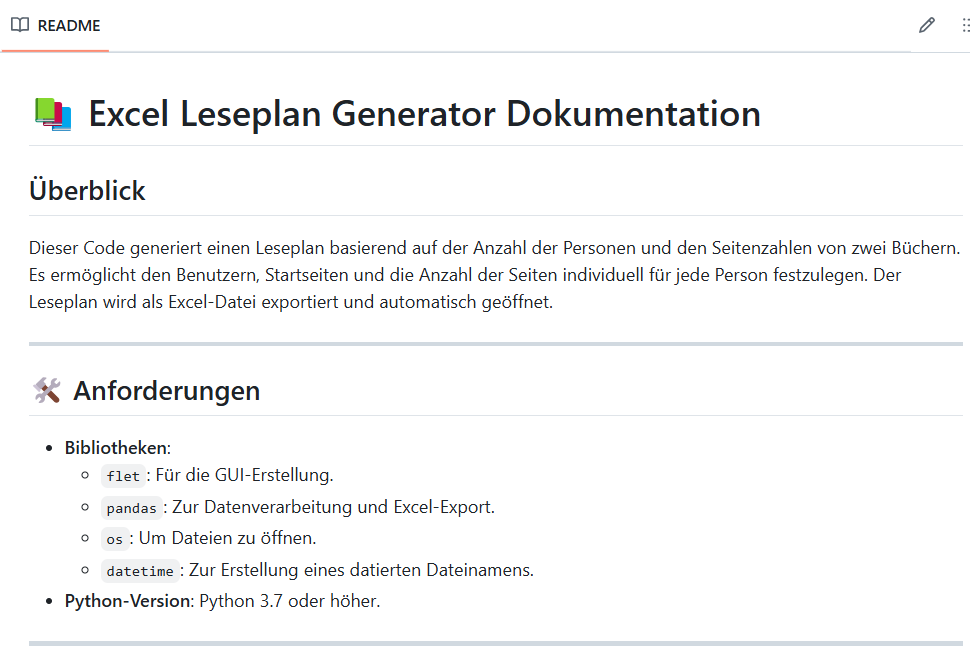 README
Excel Leseplan Generator Dokumentation
Überblick
Dieser Code generiert einen Leseplan basierend auf der Anzahl der Personen und den Seitenzahlen von zwei Büchern.
Es ermöglicht den Benutzern, Startseiten und die Anzahl der Seiten individuell für jede Person festzulegen. Der
Leseplan wird als Excel-Datei exportiert und automatisch geöffnet.
Anforderungen
• Bibliotheken:
◦ flet: Für die GUI-Erstellung.
◦ pandas: Zur Datenverarbeitung und Excel-Export.
◦ os: Um Dateien zu öffnen.
◦ datetime: Zur Erstellung eines datierten Dateinamens.
• Python-Version: Python 3.7 oder höher.